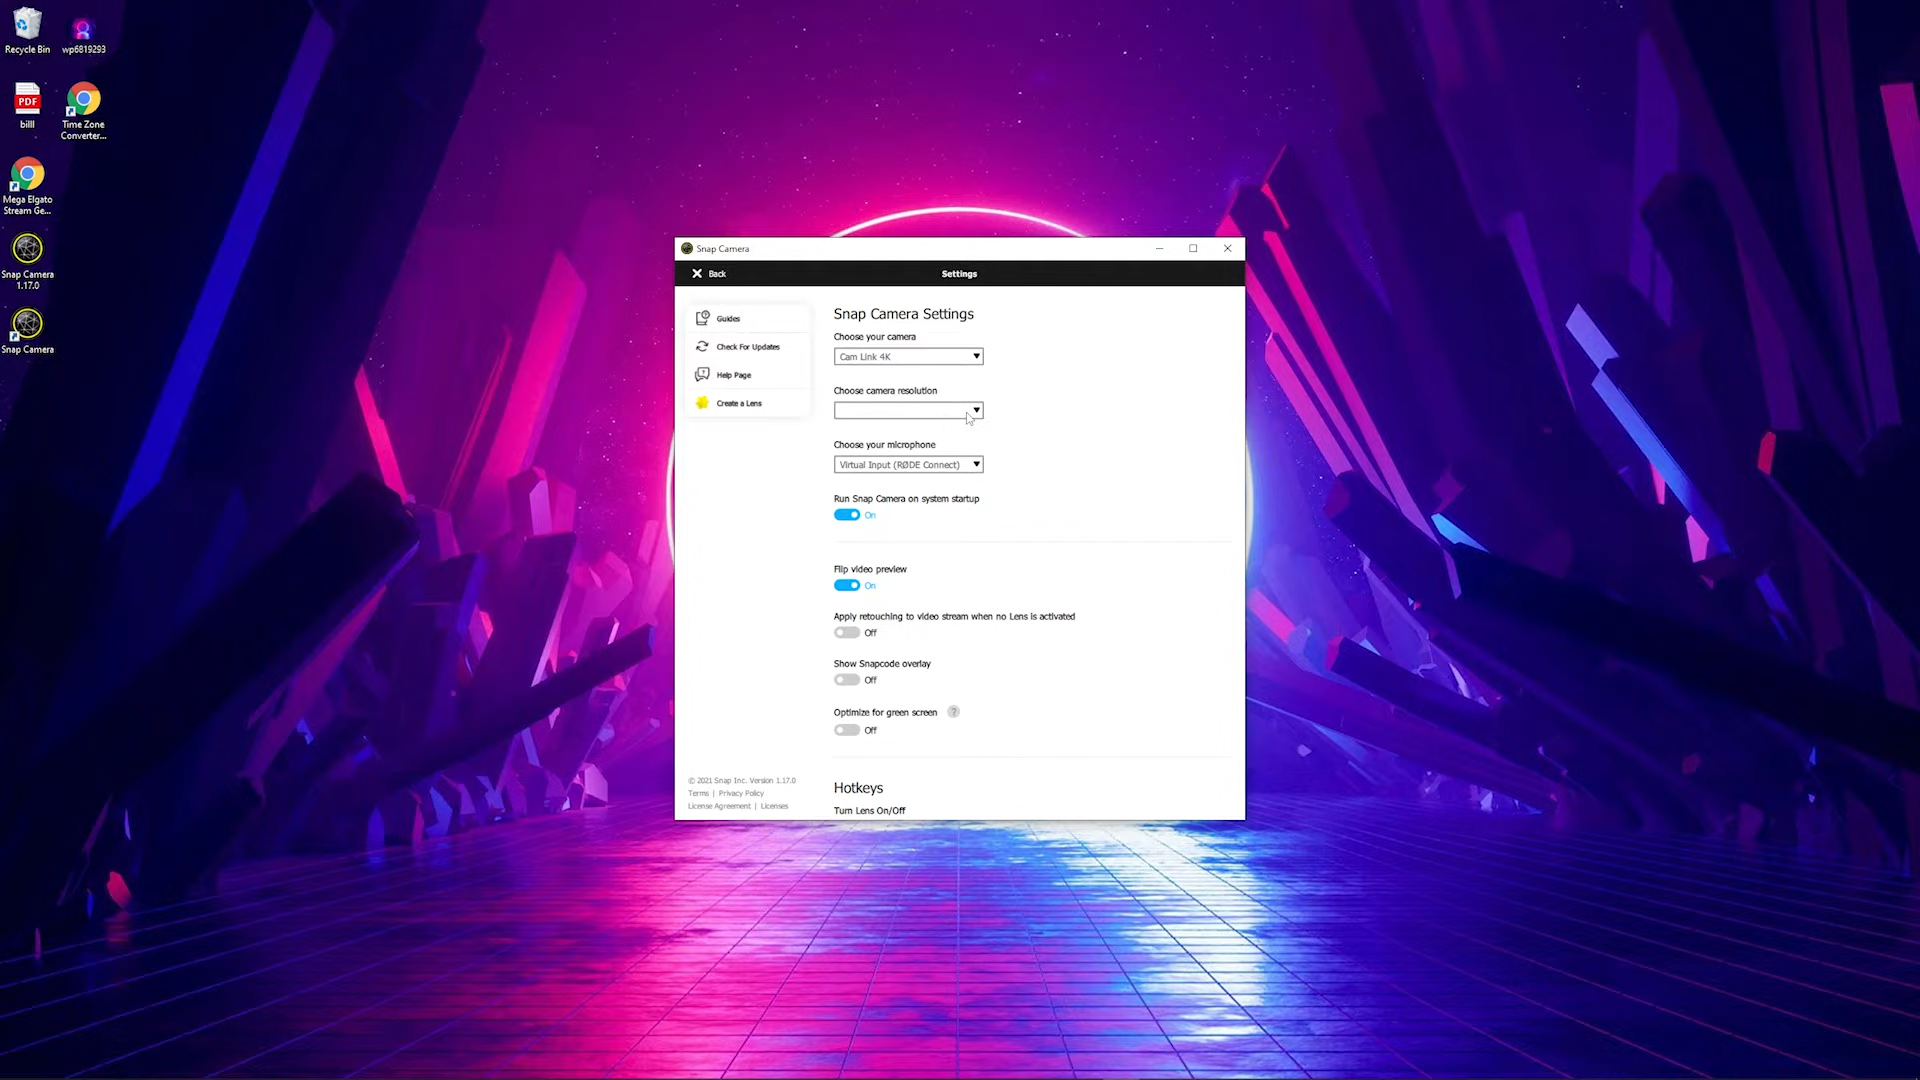 Recycle Bin
wp6819293
PDF
billl
Time Zone
Converter...
Mega Elgato
Stream Ge...
Snap Camera
1.17.0
Snap Camera
Snap Camera
Back
Settings
Guides
Check For Updates
Help Page
Create a Lens
Snap Camera Settings
Choose your camera
Cam Link 4K
Choose camera resolution
Choose your microphone
Virtual Input (RØDE Connect)
Run Snap Camera on system startup
On
Flip video preview
On
Apply retouching to video stream when no Lens is activated
Off
Show Snapcode overlay
Off
Optimize for green screen ?
Off
Hotkeys
Turn Lens On/Off
© 2021 Snap Inc. Version 1.17.0
Terms | Privacy Policy
License Agreement | Licenses